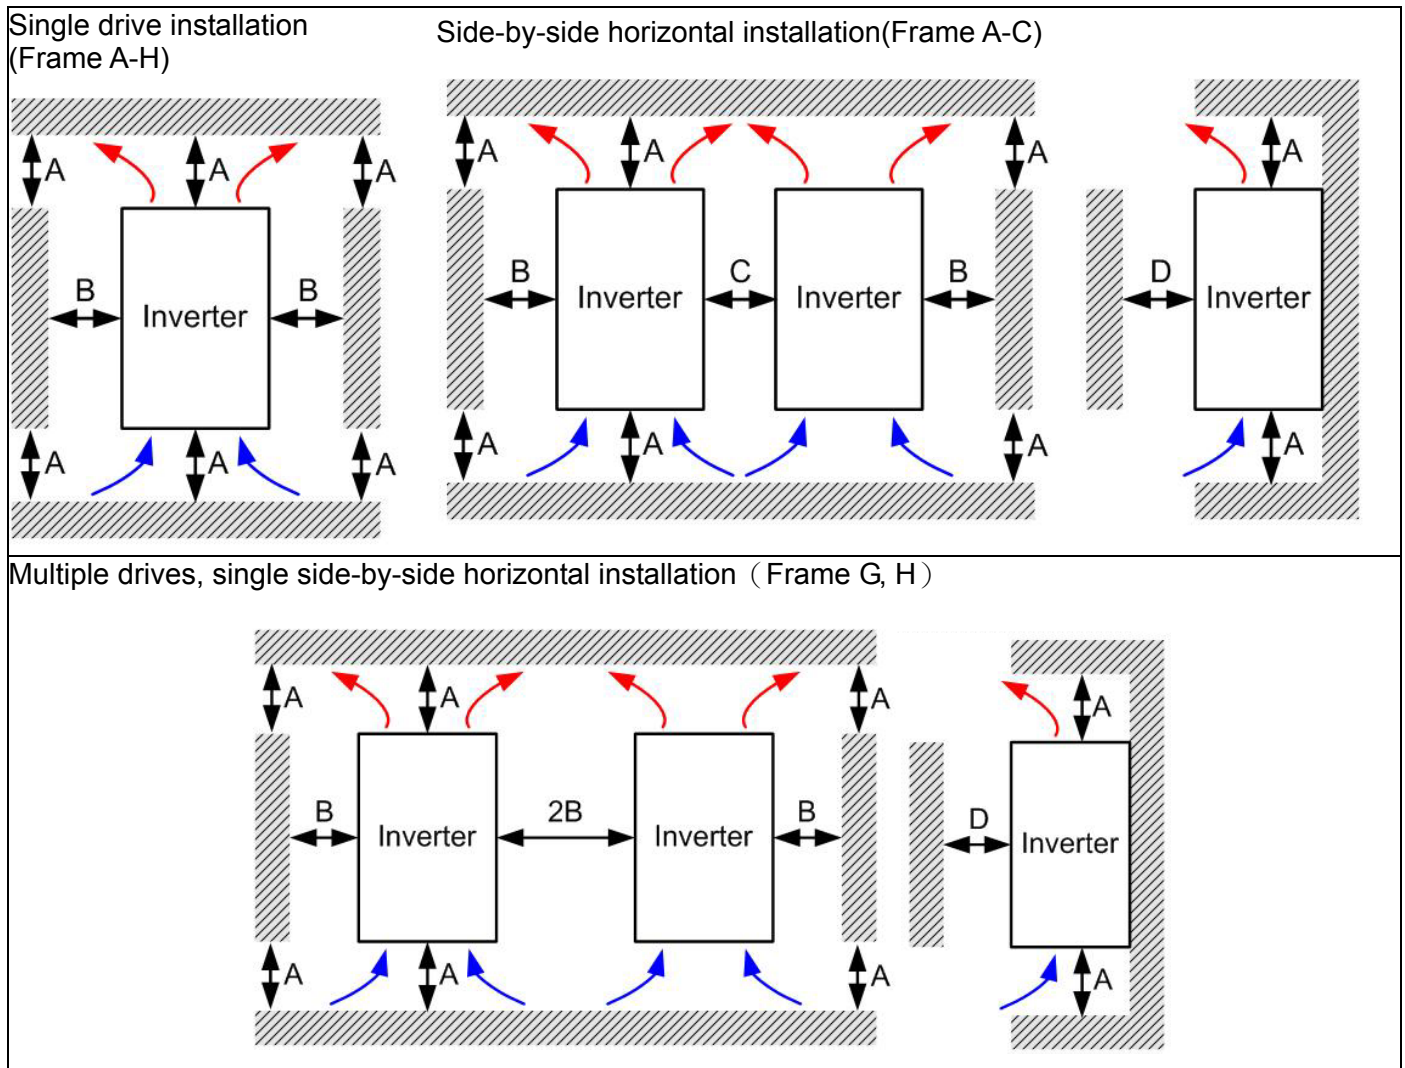 Single drive installation
(Frame A-H)
A
A
A
B
B
Inverter
A
A
A
Side-by-side horizontal installation(Frame A-C)
A
A
A
B
Inverter
C
Inverter
B
A
A
A
A
D
Inverter
A
Multiple drives, single side-by-side horizontal installation（Frame G, H）
A
A
A
B
Inverter
2B
Inverter
B
A
A
A
A
D
Inverter
A